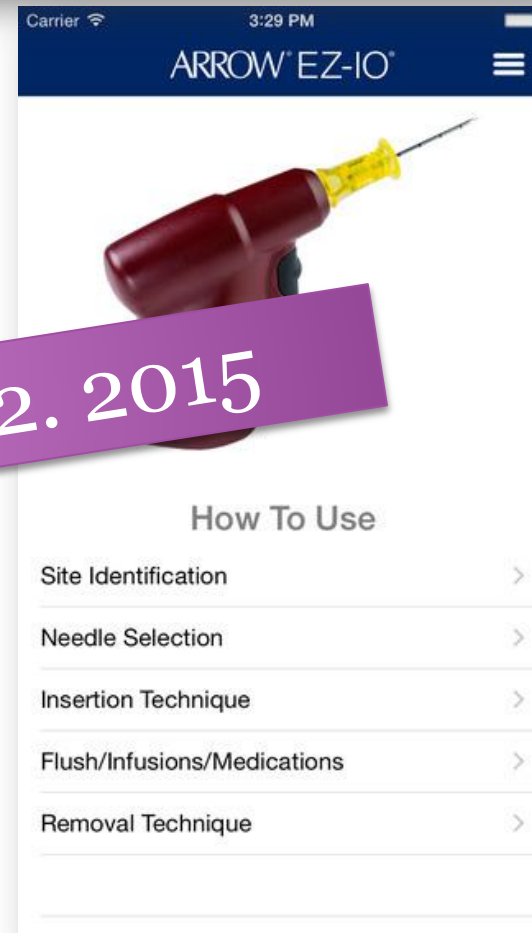 Carrier 3:29 PM
ARROW® EZ-IO®
2. 2015
How To Use
Site Identification
Needle Selection
Insertion Technique
Flush/Infusions/Medications
Removal Technique